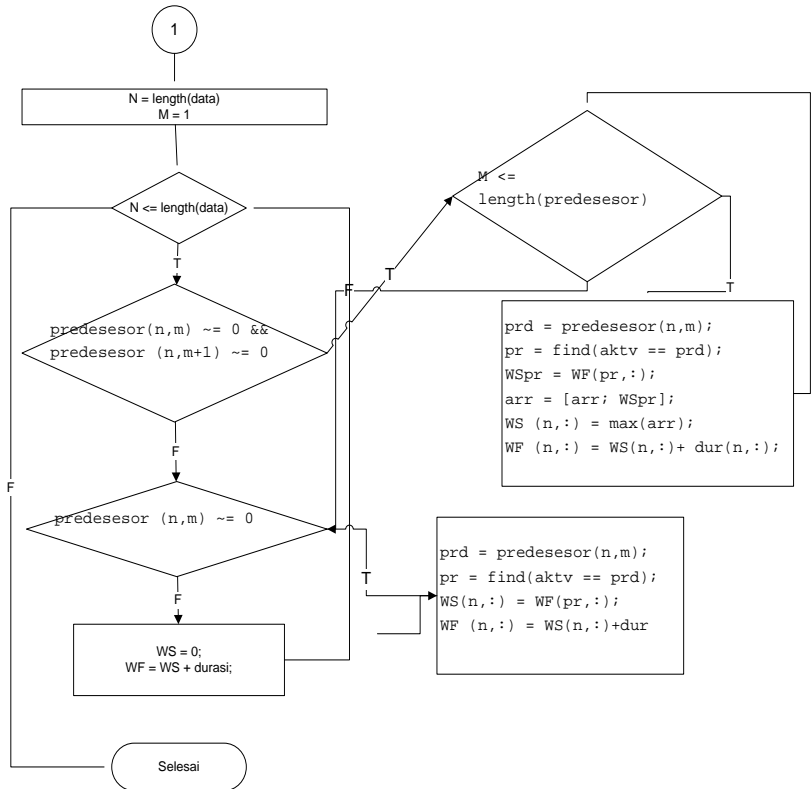 1
N = length(data)
M = 1
N <= length(data)
T
predesesor(n,m) ~= 0 &&
predesesor (n,m+1) ~= 0
T
M <=
length(predesesor)
F
T
prd = predesesor(n,m);
pr = find(aktv == prd);
WSpr = WF(pr,:);
arr = [arr; WSpr];
WS (n,:) = max(arr);
WF (n,:) = WS(n,:)+ dur(n,:);
F
F
predesesor (n,m) ~= 0
T
prd = predesesor(n,m);
pr = find(aktv == prd);
WS(n,:) = WF(pr,:);
WF (n,:) = WS(n,:)+dur
F
WS = 0;
WF = WS + durasi;
Selesai